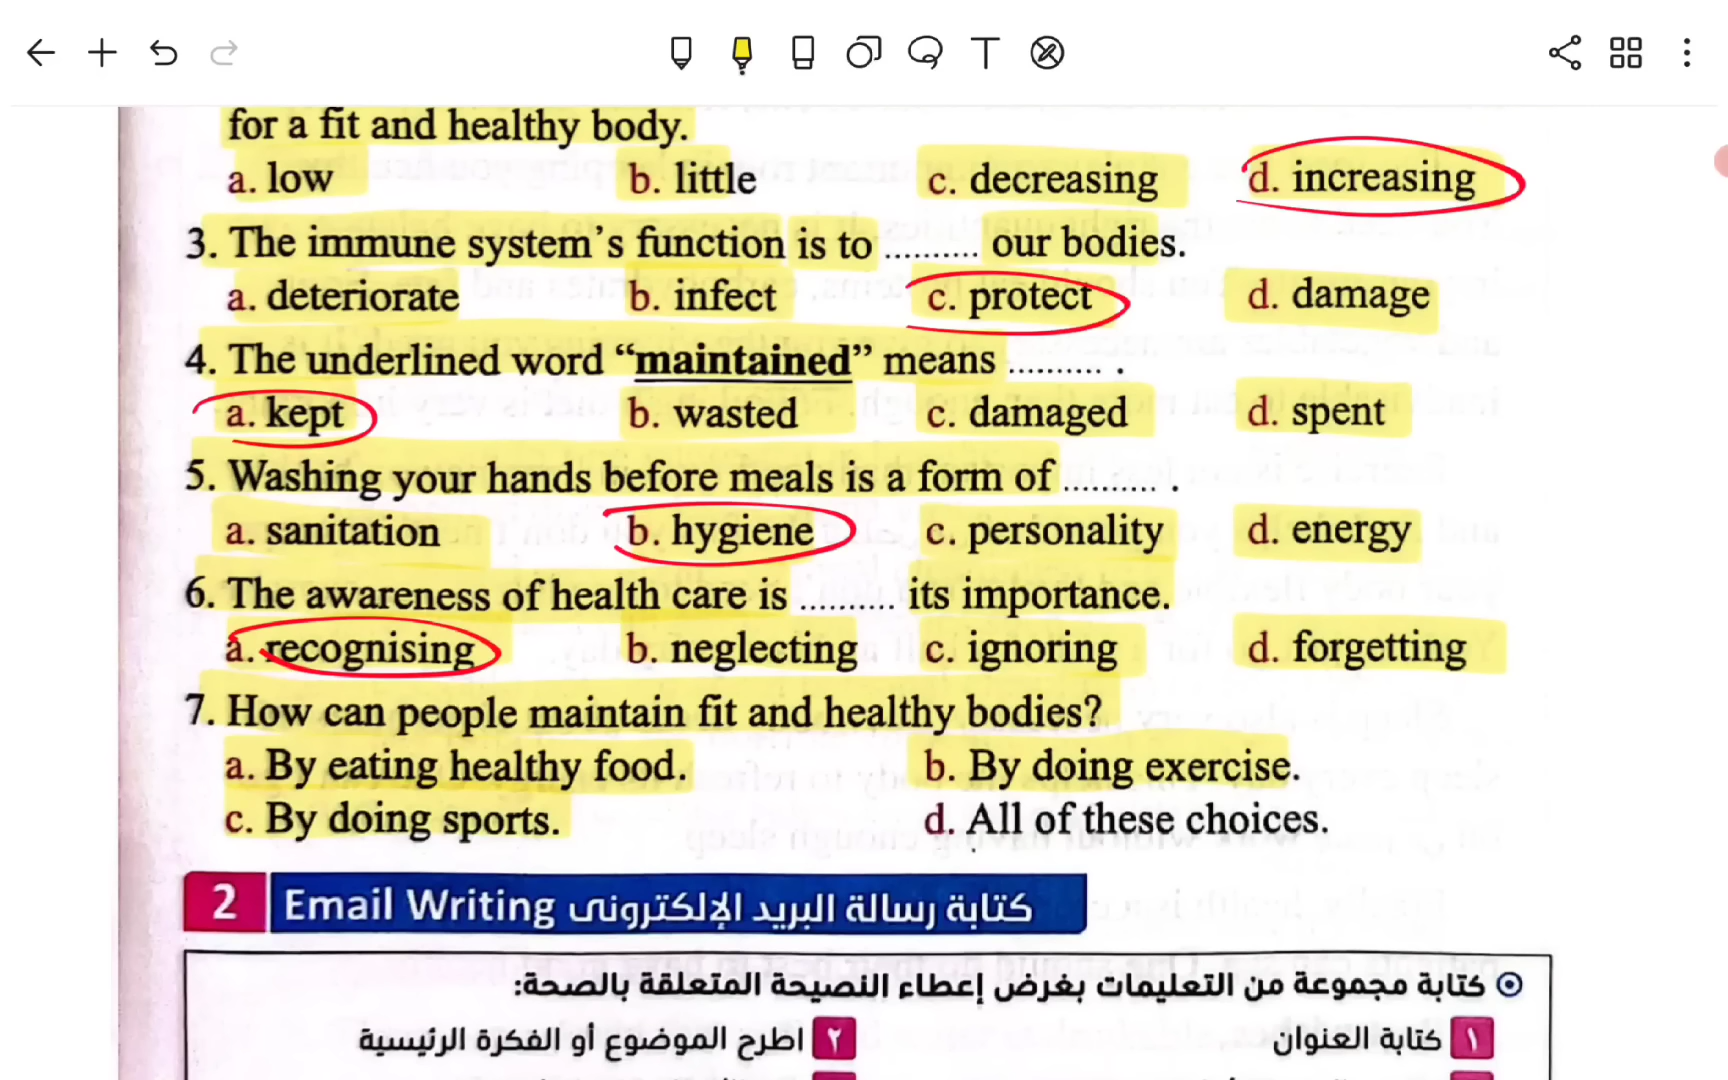 for a fit and healthy body.
a. low b. little c. decreasing d. increasing
3. The immune system's function is to .......... our bodies.
a. deteriorate b. infect c. protect d. damage
4. The underlined word “maintained” means .......... .
a. kept b. wasted c. damaged d. spent
5. Washing your hands before meals is a form of .......... .
a. sanitation b. hygiene c. personality d. energy
6. The awareness of health care is .......... its importance.
a. recognising b. neglecting c. ignoring d. forgetting
7. How can people maintain fit and healthy bodies?
a. By eating healthy food. b. By doing exercise.
c. By doing sports. d. All of these choices.
2 Email Writing كتابة رسالة البريد الإلكترونى
كتابة مجموعة من التعليمات بغرض إعطاء النصيحة المتعلقة بالصحة:
١ كتابة العنوان ٢ اطرح الموضوع أو الفكرة الرئيسية